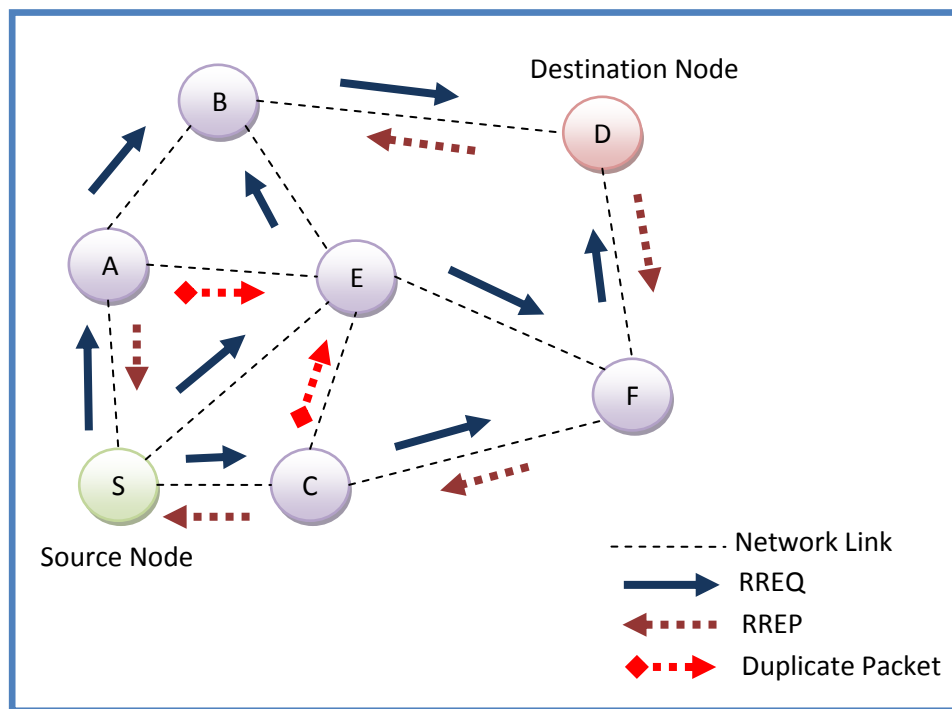 Destination Node
B
D
A
E
F
S
C
Source Node
Network Link
RREQ
RREP
Duplicate Packet